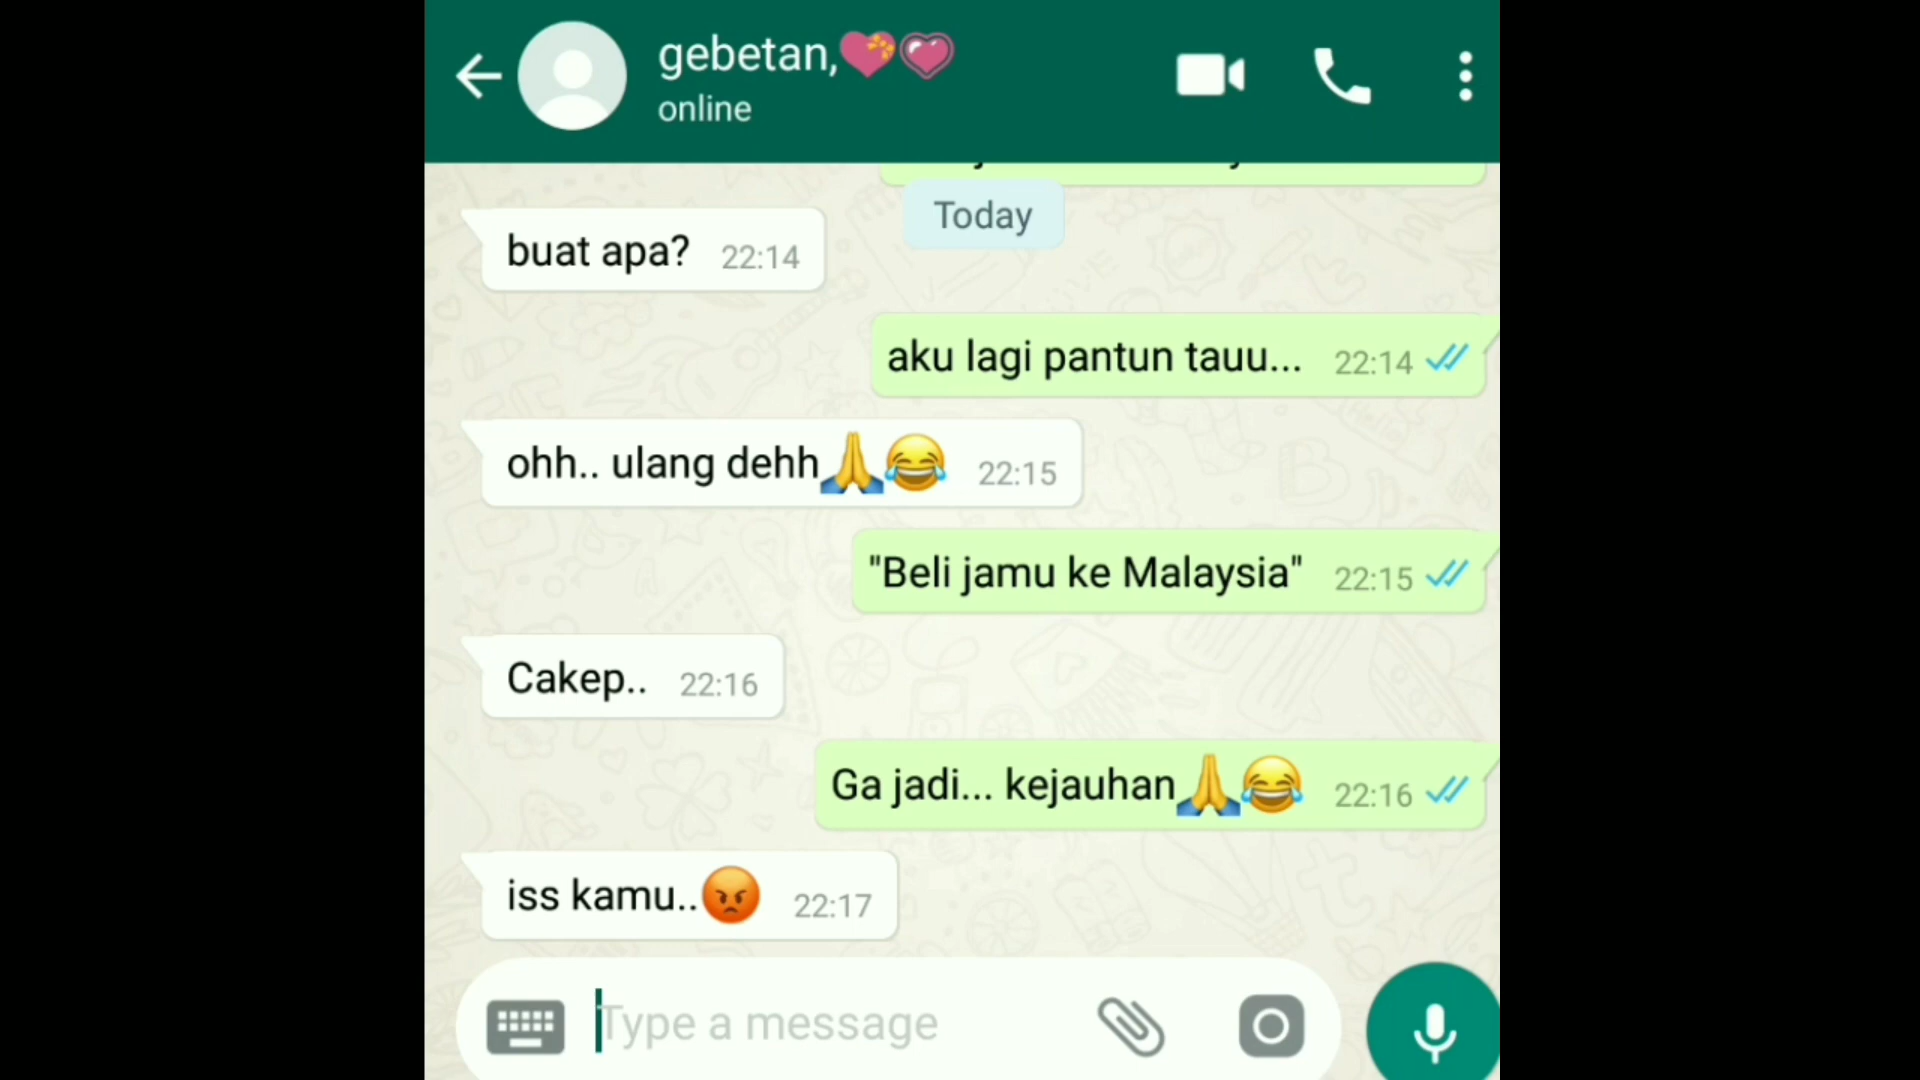 gebetan,💝💗
online
Today
buat apa? 22:14
aku lagi pantun tauu... 22:14
ohh.. ulang dehh🙏😂 22:15
"Beli jamu ke Malaysia" 22:15
Cakep.. 22:16
Ga jadi... kejauhan🙏😂 22:16
iss kamu..😡 22:17
Type a message